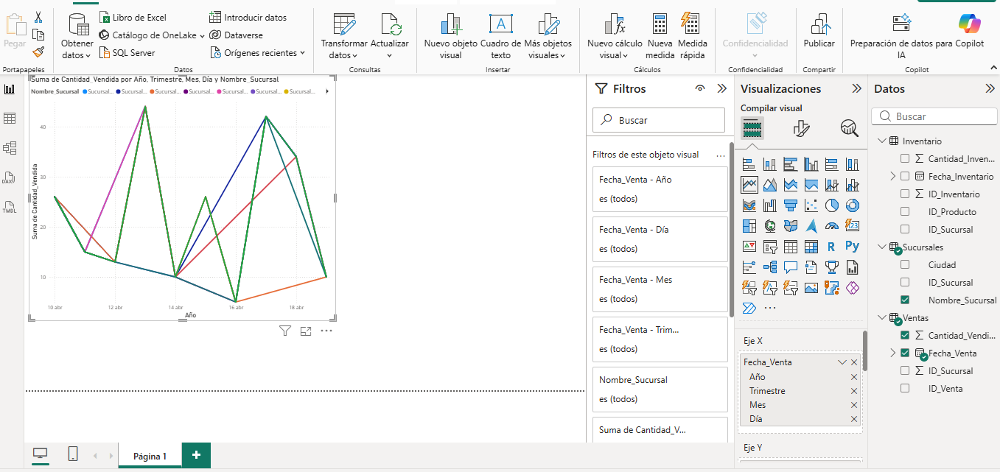 Pegar
Portapapeles
Obtener
datos
Libro de Excel
Catálogo de OneLake
SQL Server
Introducir datos
Dataverse
Orígenes recientes
Datos
Transformar
datos
Actualizar
Consultas
Nuevo objeto
visual
Cuadro de
texto
Más objetos
visuales
Insertar
A
Nuevo cálculo
visual
Nueva
medida
Medida
rápida
Cálculos
Confidencialidad
Confidencialidad
Publicar
Compartir
Preparación de datos para
IA
Copilot
Copilot
DAX
TMDL
Suma de Cantidad_Vendida por Año, Trimestre, Mes, Día y Nombre_Sucursal
Nombre_Sucursal Sucursal... Sucursal... Sucursal... Sucursal... Sucursal... Sucursal... Sucursal...
Suma de Cantidad_Vendida
40
30
20
10
10 abr 12 abr 14 abr 16 abr 18 abr
Año
Página 1
Filtros
Buscar
Filtros de este objeto visual ...
Fecha_Venta - Año
es (todos)
Fecha_Venta - Día
es (todos)
Fecha_Venta - Mes
es (todos)
Fecha_Venta - Trim...
es (todos)
Nombre_Sucursal
es (todos)
Suma de Cantidad_V...
Visualizaciones
Compilar visual
123
R Py
Eje X
Fecha_Venta
Año
Trimestre
Mes
Día
Eje Y
Datos
Buscar
Inventario
Cantidad_Inven...
Fecha_Inventario
ID_Inventario
ID_Producto
ID_Sucursal
Sucursales
Ciudad
ID_Sucursal
Nombre_Sucursal
Ventas
Cantidad_Vendi...
Fecha_Venta
ID_Sucursal
ID_Venta